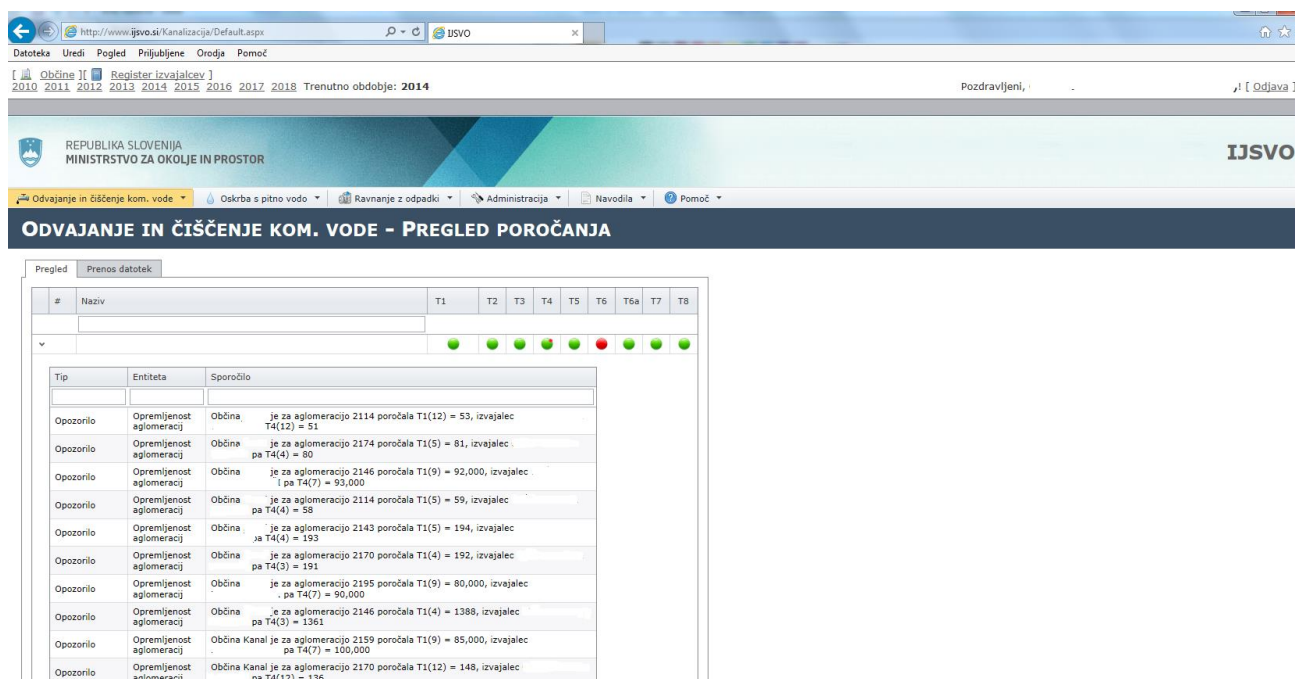 http://www.ijsvo.si/Kanalizacija/Default.aspx
IJSVO
Datoteka Uredi Pogled Priljubljene Orodja Pomoč
[ Občine ][ Register izvajalcev ]
2010 2011 2012 2013 2014 2015 2016 2017 2018 Trenutno obdobje: 2014
Pozdravljeni, ! [ Odjava ]
REPUBLIKA SLOVENIJA
MINISTRSTVO ZA OKOLJE IN PROSTOR
IJSVO
Odvajanje in čiščenje kom. vode Oskrba s pitno vodo Ravnanje z odpadki Administracija Navodila Pomoč
ODVAJANJE IN ČIŠČENJE KOM. VODE - PREGLED POROČANJA
Pregled Prenos datotek
# Naziv T1 T2 T3 T4 T5 T6 T6a T7 T8
Tip Entiteta Sporočilo
Opozorilo
Opremljenost
aglomeracij
Občina je za aglomeracijo 2114 poročala T1(12) = 53, izvajalec
T4(12) = 51
Opozorilo
Opremljenost
aglomeracij
Občina je za aglomeracijo 2174 poročala T1(5) = 81, izvajalec
pa T4(4) = 80
Opozorilo
Opremljenost
aglomeracij
Občina je za aglomeracijo 2146 poročala T1(9) = 92,000, izvajalec
pa T4(7) = 93,000
Opozorilo
Opremljenost
aglomeracij
Občina je za aglomeracijo 2114 poročala T1(5) = 59, izvajalec
pa T4(4) = 58
Opozorilo
Opremljenost
aglomeracij
Občina je za aglomeracijo 2143 poročala T1(5) = 194, izvajalec
pa T4(4) = 193
Opozorilo
Opremljenost
aglomeracij
Občina je za aglomeracijo 2170 poročala T1(4) = 192, izvajalec
pa T4(3) = 191
Opozorilo
Opremljenost
aglomeracij
Občina je za aglomeracijo 2195 poročala T1(9) = 80,000, izvajalec
. pa T4(7) = 90,000
Opozorilo
Opremljenost
aglomeracij
Občina je za aglomeracijo 2146 poročala T1(4) = 1388, izvajalec
pa T4(3) = 1361
Opozorilo
Opremljenost
aglomeracij
Občina Kanal je za aglomeracijo 2159 poročala T1(9) = 85,000, izvajalec
pa T4(7) = 100,000
Opozorilo
Opremljenost
aglomeracij
Občina Kanal je za aglomeracijo 2170 poročala T1(12) = 148, izvajalec
pa T4(12) = 136